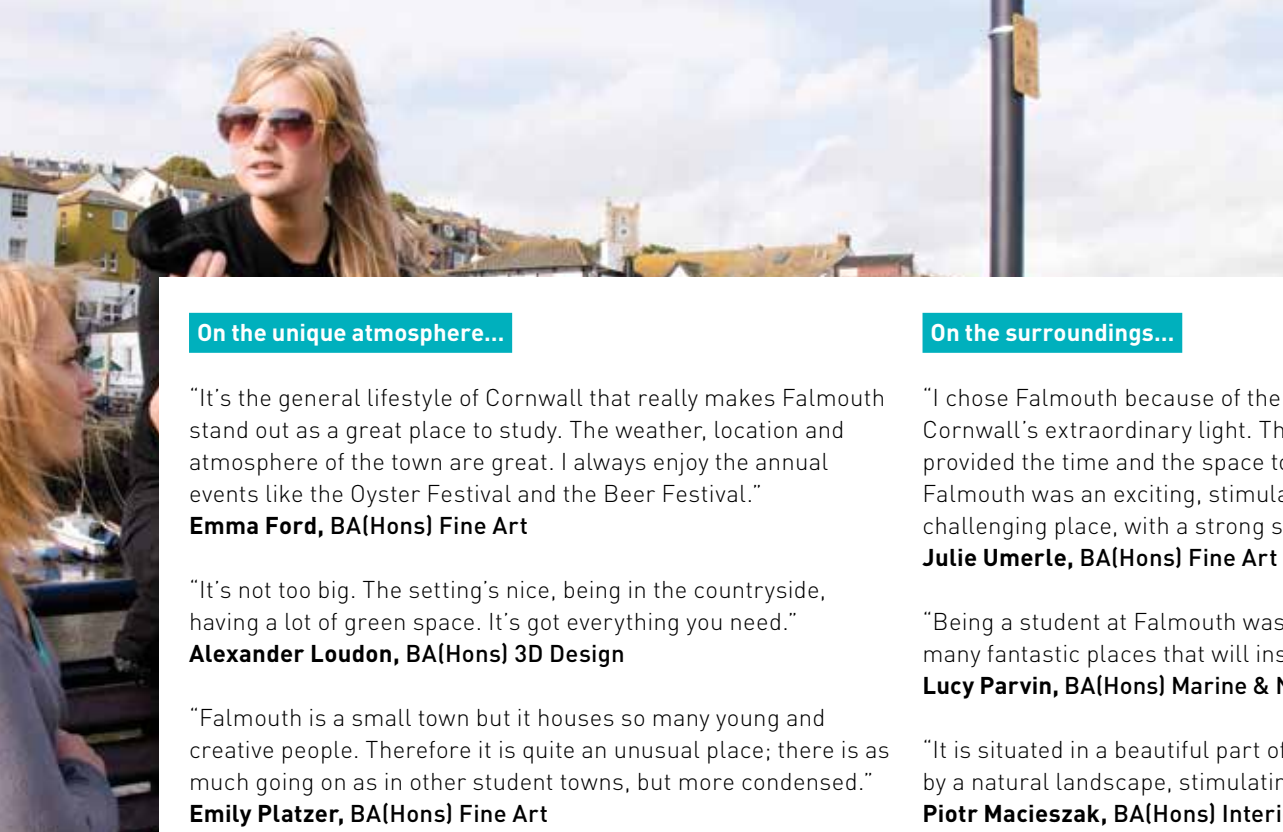 On the unique atmosphere...
“It’s the general lifestyle of Cornwall that really makes Falmouth
stand out as a great place to study. The weather, location and
atmosphere of the town are great. I always enjoy the annual
events like the Oyster Festival and the Beer Festival.”
Emma Ford, BA(Hons) Fine Art
“It’s not too big. The setting’s nice, being in the countryside,
having a lot of green space. It’s got everything you need.”
Alexander Loudon, BA(Hons) 3D Design
“Falmouth is a small town but it houses so many young and
creative people. Therefore it is quite an unusual place; there is as
much going on as in other student towns, but more condensed.”
Emily Platzer, BA(Hons) Fine Art
On the surroundings...
“I chose Falmouth because of the
Cornwall’s extraordinary light. Th
provided the time and the space to
Falmouth was an exciting, stimula
challenging place, with a strong s
Julie Umerle, BA(Hons) Fine Art
“Being a student at Falmouth was
many fantastic places that will ins
Lucy Parvin, BA(Hons) Marine & N
“It is situated in a beautiful part of
by a natural landscape, stimulatin
Piotr Macieszak, BA(Hons) Interi